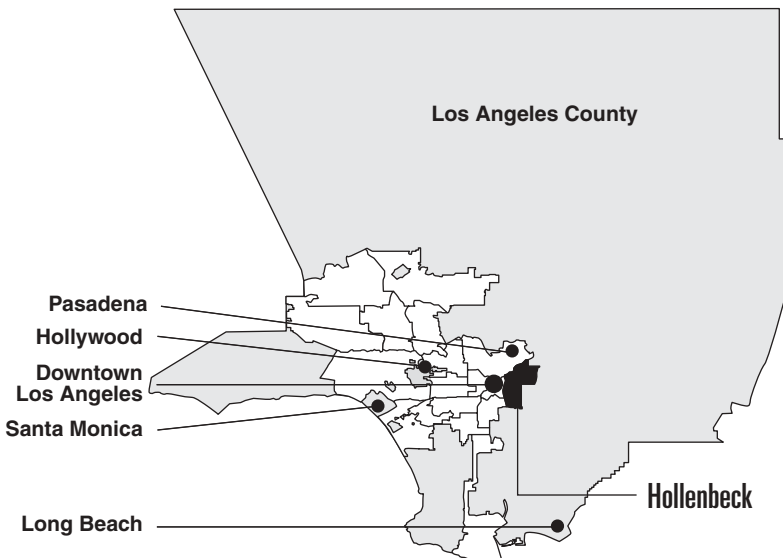 Los Angeles County
Pasadena
Hollywood
Downtown
Los Angeles
Santa Monica
Hollenbeck
Long Beach